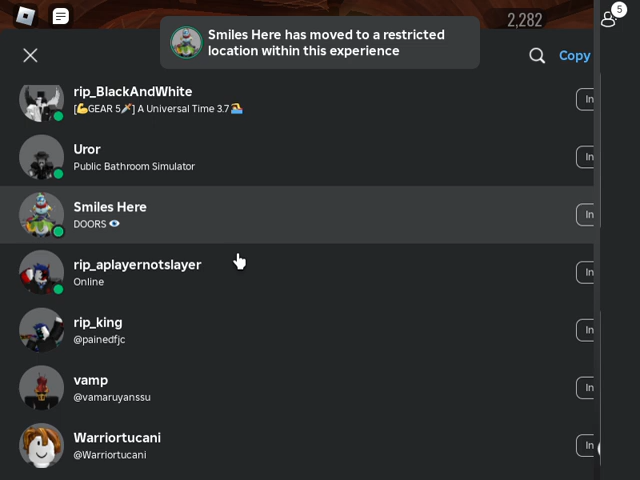 2,282
5
Smiles Here has moved to a restricted
location within this experience
Copy
rip_BlackAndWhite
[💪GEAR 5🗡️] A Universal Time 3.7🏊
In
Uror
Public Bathroom Simulator
In
Smiles Here
DOORS 👁️
In
rip_aplayernotslayer
Online
In
rip_king
@painedfjc
In
vamp
@vamaruyanssu
In
Warriortucani
@Warriortucani
In